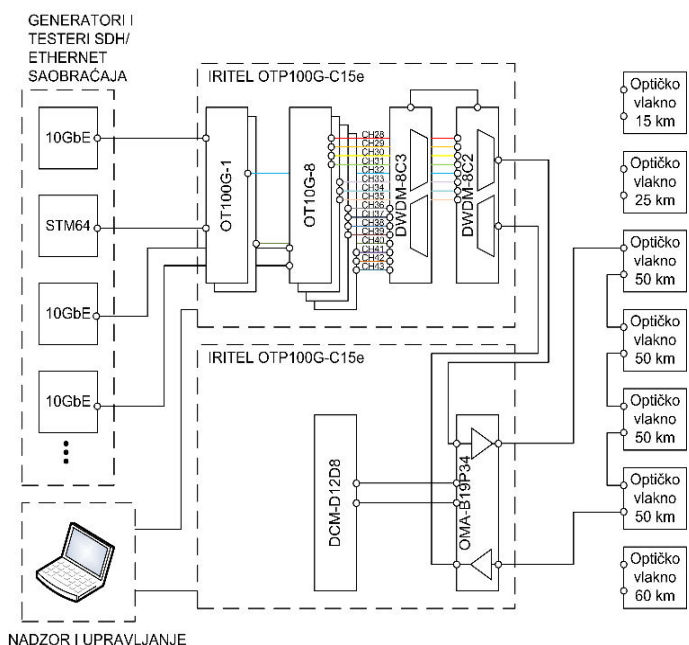 GENERATORI I
TESTERI SDH/
ETHERNET
SAOBRAĆAJA
10GbE
STM64
10GbE
10GbE
IRITEL OTP100G-C15e
OT100G-1
OT10G-8
CH28
CH29
CH30
CH31
CH32
CH33
CH34
CH35
CH36
CH37
CH38
CH39
CH40
CH41
CH42
CH43
DWDM-8C3
DWDM-8C2
IRITEL OTP100G-C15e
DCM-D12D8
OMA-B19P34
Optičko
vlakno
15 km
Optičko
vlakno
25 km
Optičko
vlakno
50 km
Optičko
vlakno
50 km
Optičko
vlakno
50 km
Optičko
vlakno
50 km
Optičko
vlakno
60 km
NADZOR I UPRAVLJANJE